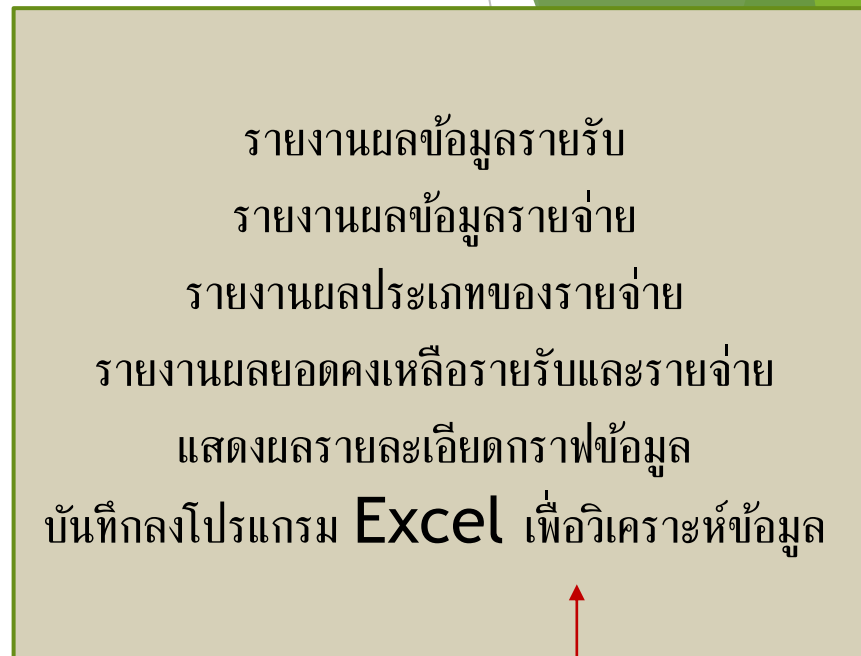 รายงานผลข้อมูลรายรับ
รายงานผลข้อมูลรายจ่าย
รายงานผลประเภทของรายจ่าย
รายงานผลยอดคงเหลือรายรับและรายจ่าย
แสดงผลรายละเอียดกราฟข้อมูล
บันทึกลงโปรแกรม Excel เพื่อวิเคราะห์ข้อมูล